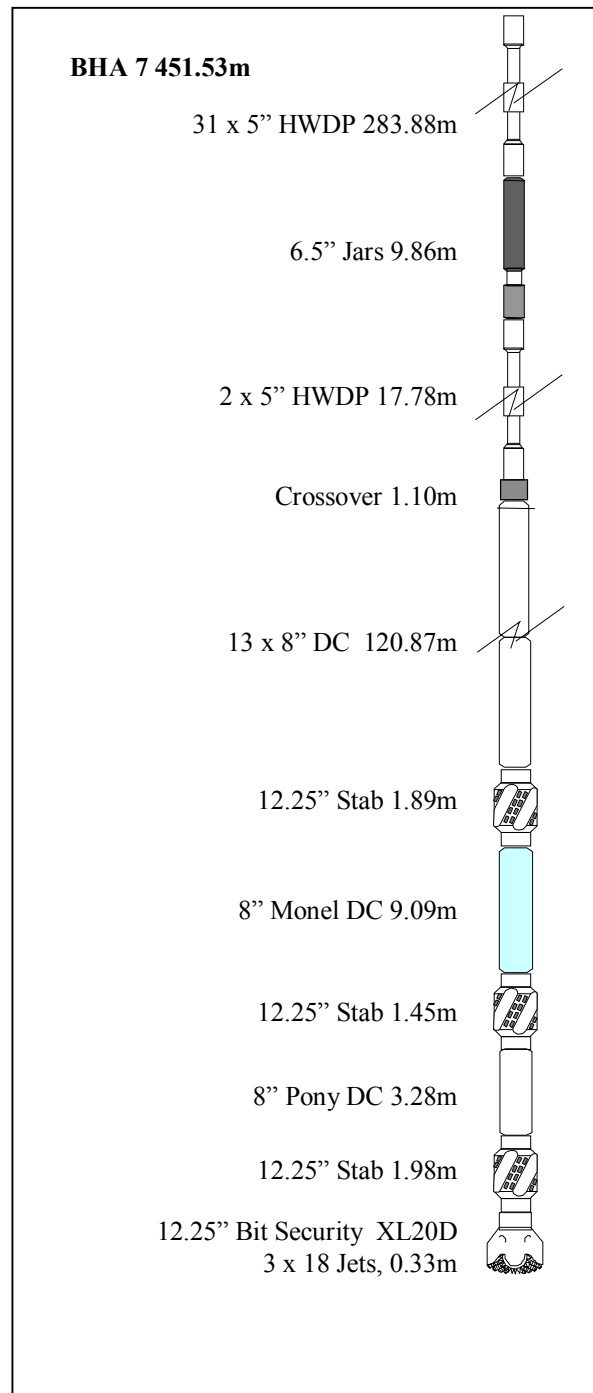 BHA 7 451.53m
31 x 5” HWDP 283.88m
6.5” Jars 9.86m
2 x 5” HWDP 17.78m
Crossover 1.10m
13 x 8” DC  120.87m
12.25” Stab 1.89m
8” Monel DC 9.09m
12.25” Stab 1.45m
8” Pony DC 3.28m
12.25” Stab 1.98m
12.25” Bit Security  XL20D
3 x 18 Jets, 0.33m